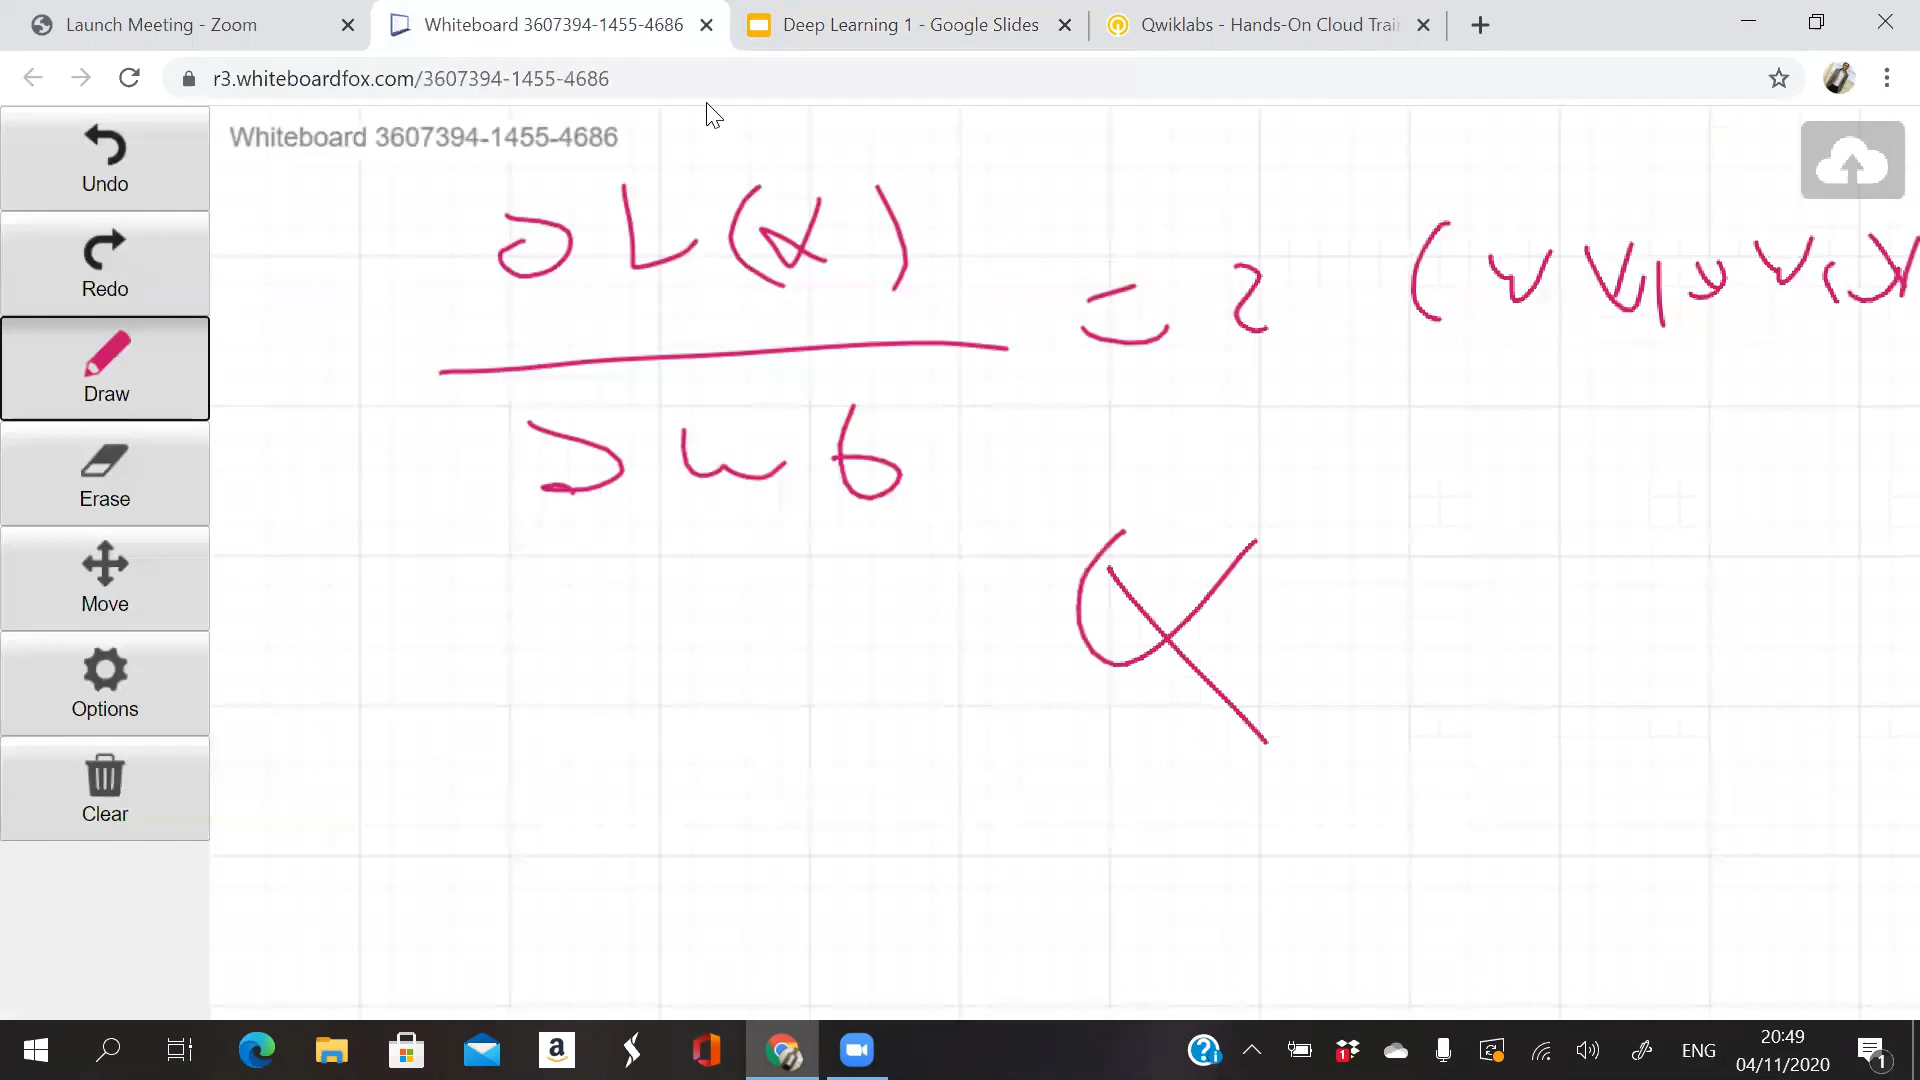 Launch Meeting - Zoom
Whiteboard 3607394-1455-4686
Deep Learning 1 - Google Slides
Qwiklabs - Hands-On Cloud Trai
r3.whiteboardfox.com/3607394-1455-4686
Whiteboard 3607394-1455-4686
Undo
Redo
Draw
Erase
Move
Options
Clear
∂L(α)
= 2
α
ENG
20:49
04/11/2020
1
1